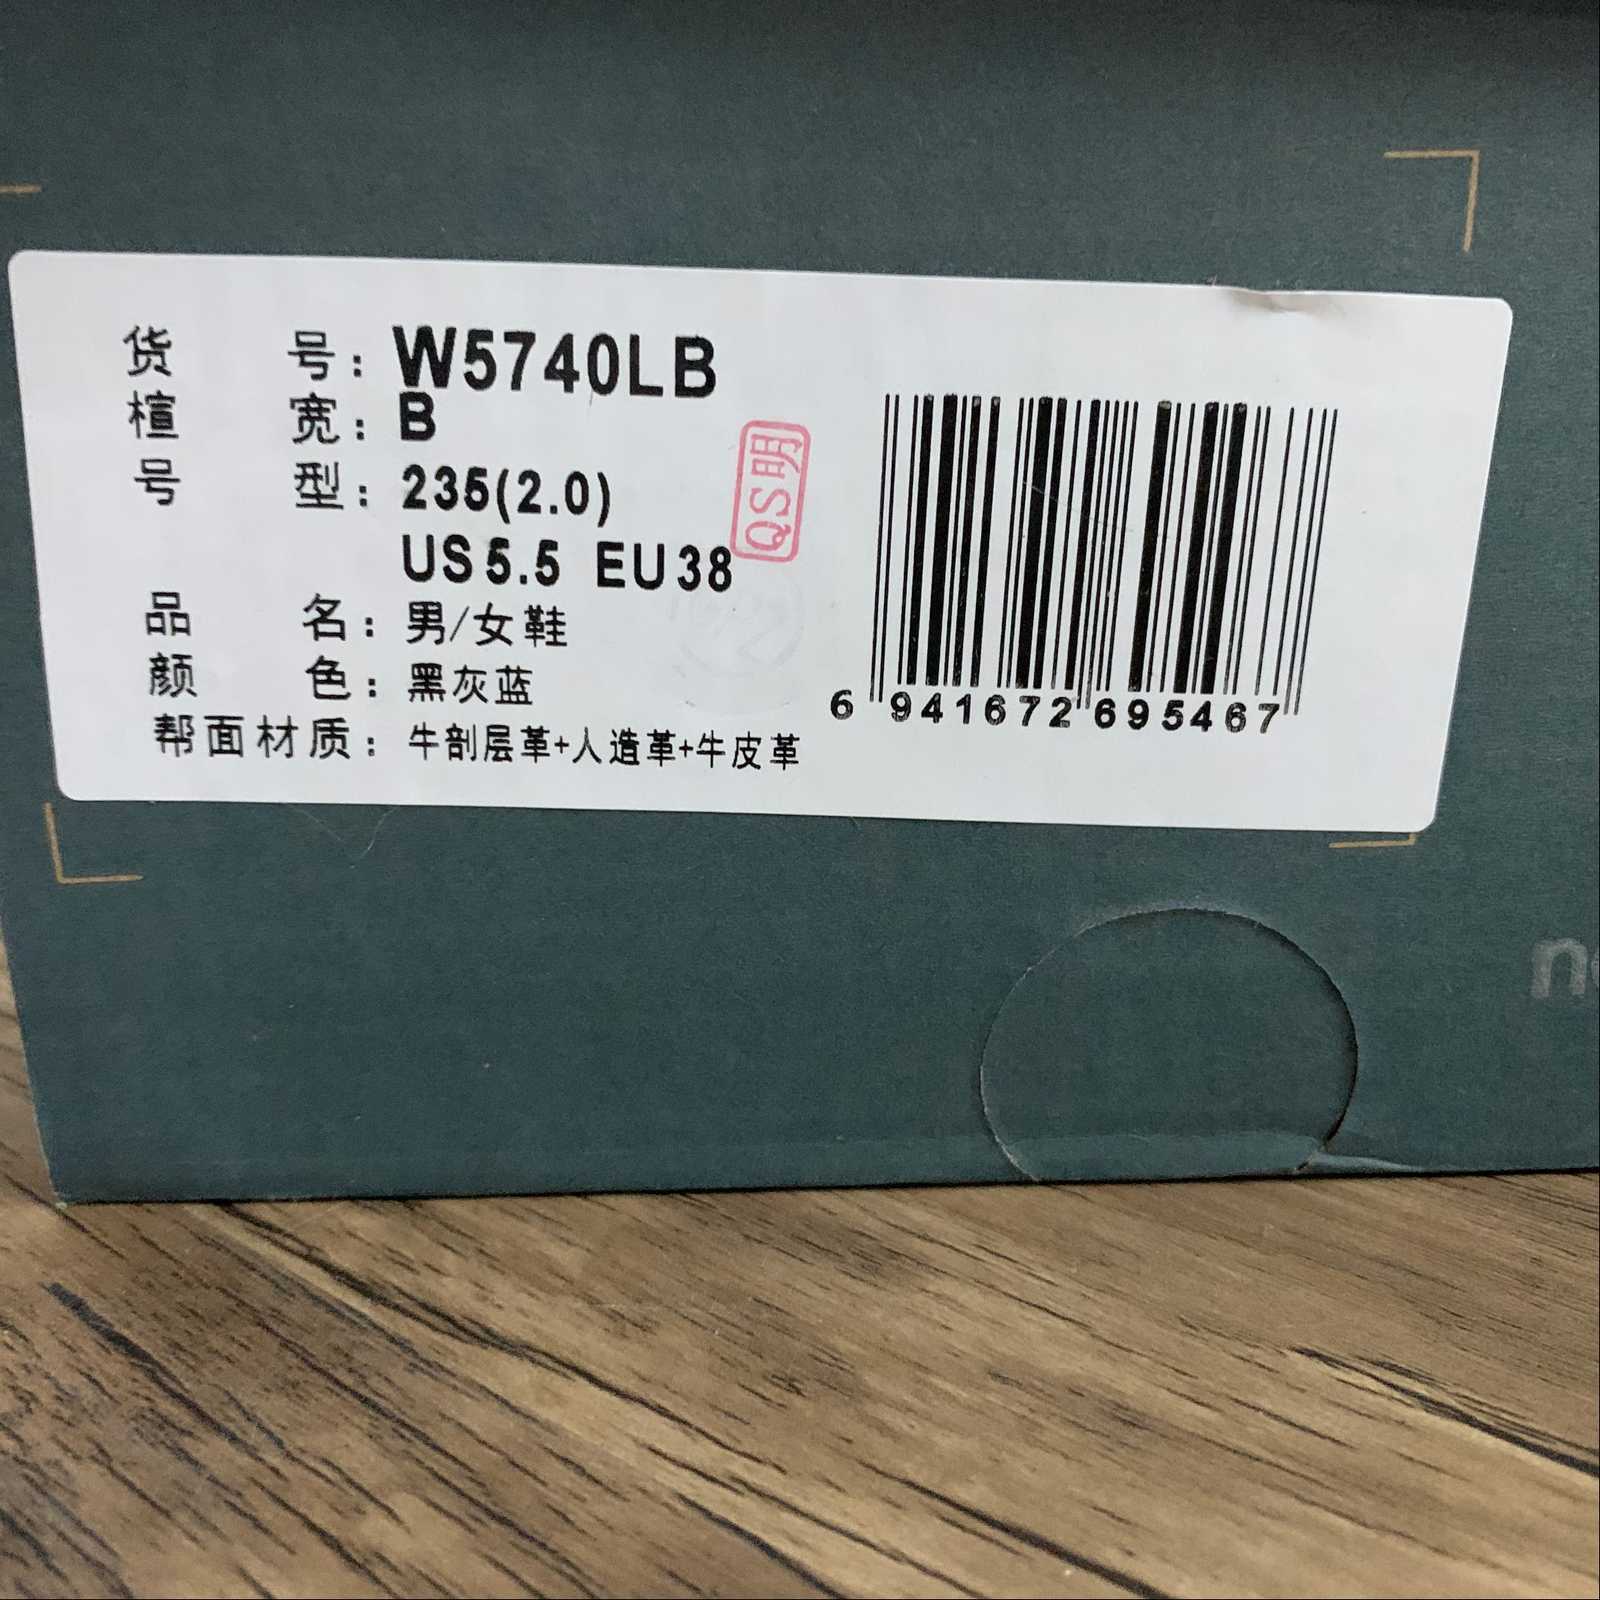 货 号：W5740LB
楦 宽：B
号 型：235(2.0)
US5.5 EU38
品 名：男/女鞋
颜 色：黑灰蓝
帮面材质：牛剖层革+人造革+牛皮革
QS明
6 941672 695467